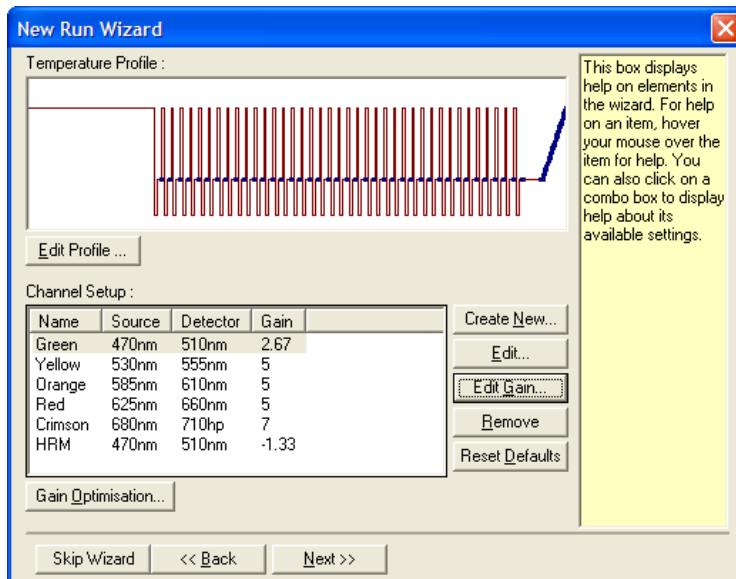 New Run Wizard
Temperature Profile :
Edit Profile ...
Channel Setup :
Name Source Detector Gain
Green 470nm 510nm 2.67
Yellow 530nm 555nm 5
Orange 585nm 610nm 5
Red 625nm 660nm 5
Crimson 680nm 710hp 7
HRM 470nm 510nm -1.33
Create New...
Edit...
Edit Gain...
Remove
Reset Defaults
Gain Optimisation...
Skip Wizard
<< Back
Next >>
This box displays
help on elements in
the wizard. For help
on an item, hover
your mouse over the
item for help. You
can also click on a
combo box to display
help about its
available settings.